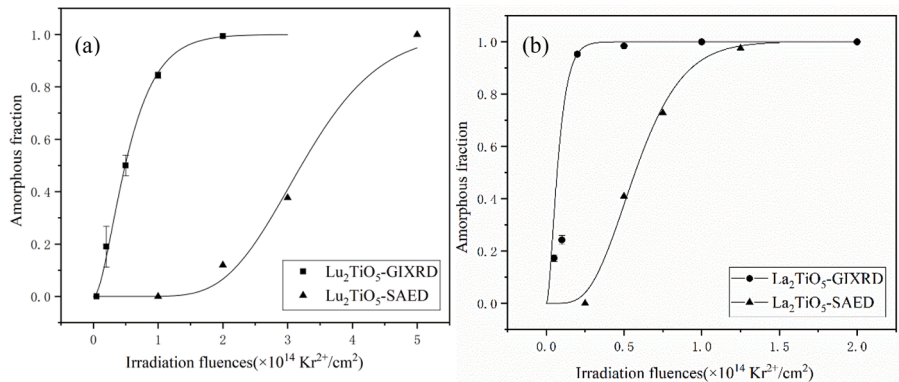 (a)
1.0
0.8
0.6
0.4
0.2
0.0
Amorphous fraction
Lu₂TiO₅-GIXRD
Lu₂TiO₅-SAED
0 1 2 3 4 5
Irradiation fluences(×10¹⁴ Kr²⁺/cm²)
(b)
1.0
0.8
0.6
0.4
0.2
0.0
Amorphous fraction
La₂TiO₅-GIXRD
La₂TiO₅-SAED
0.0 0.5 1.0 1.5 2.0
Irradiation fluences(×10¹⁴ Kr²⁺/cm²)